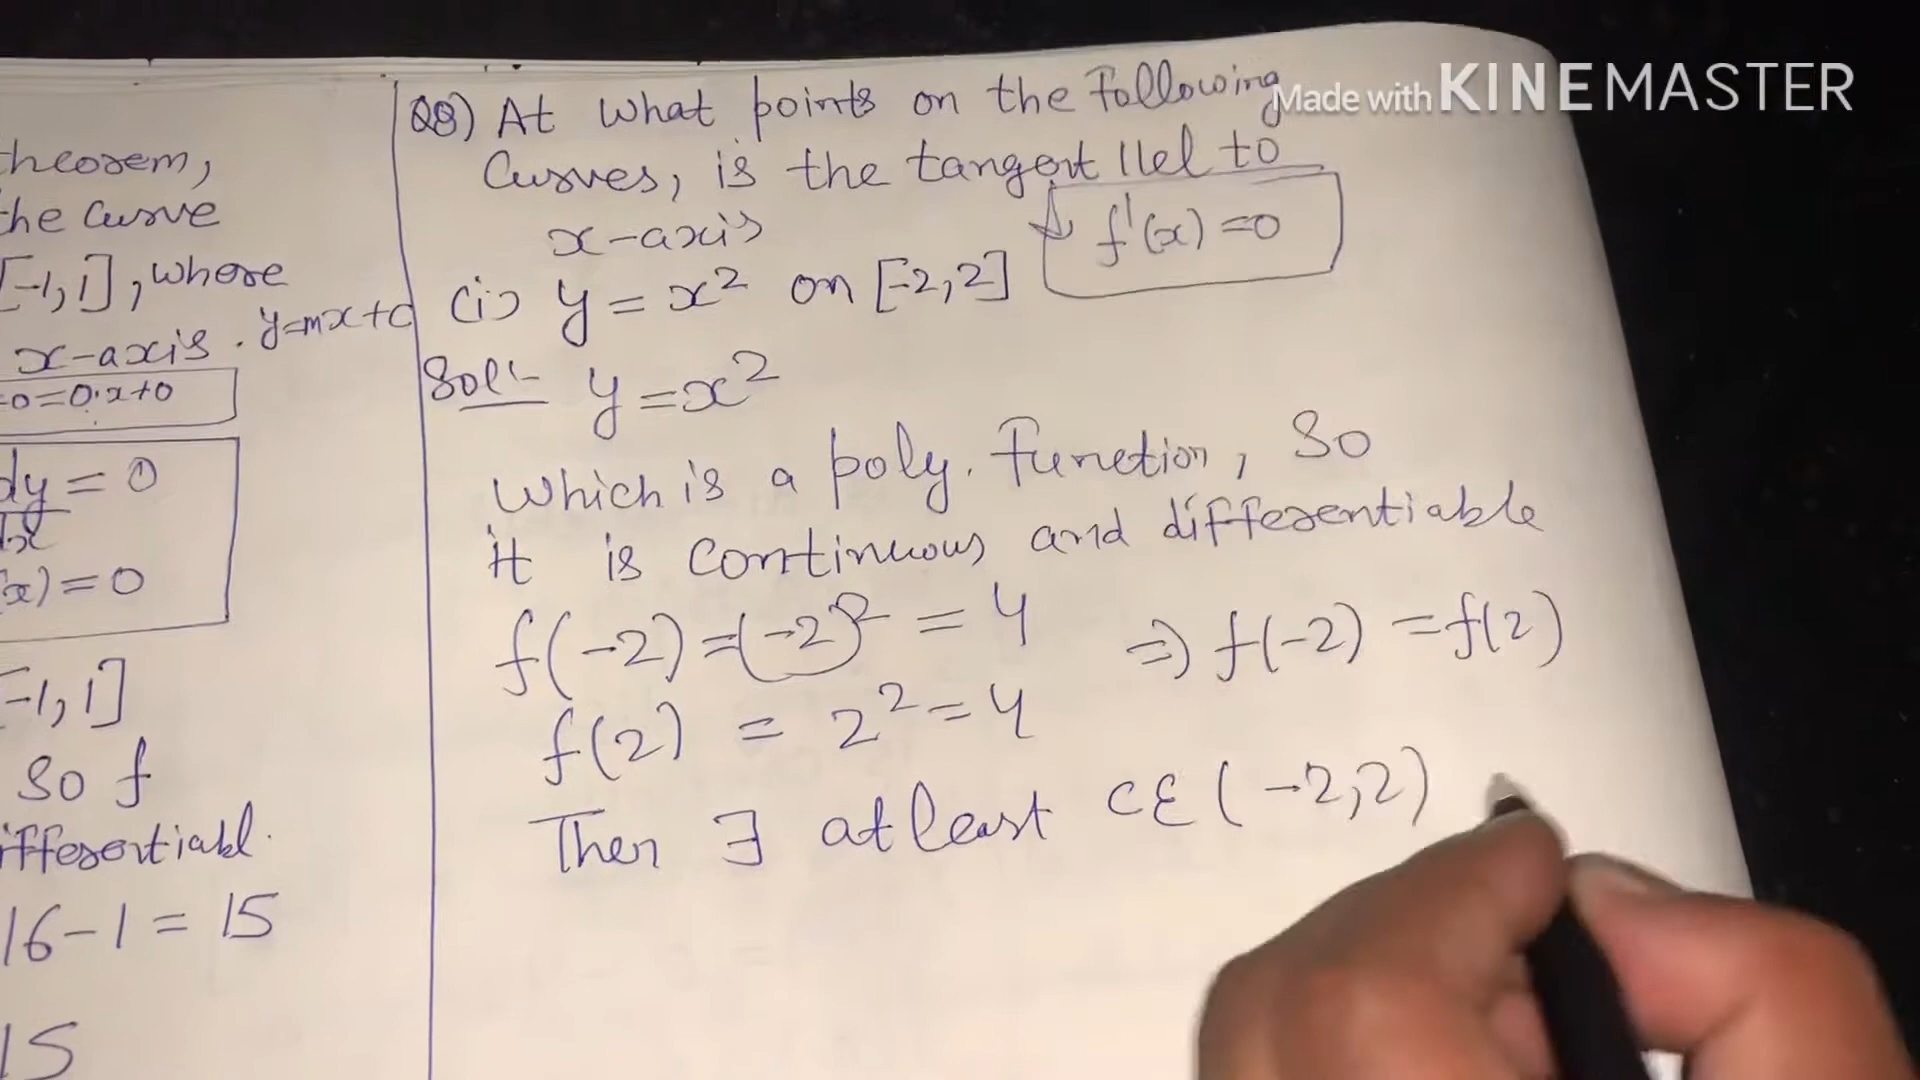 Made with KINEMASTER
theorem,
the curve
[-1,1], where
x-axis. y=mx+c
=0=0.x+0
dy = 0
dx
(x)=0
[-1,1]
so f
ifferentiabl.
16-1 = 15
15
Q8) At what points on the following
curves, is the tangent llel to
x-axis
f'(x)=0
(i) y = x² on [-2,2]
Sol:- y=x²
which is a poly. function, so
it is continuous and differentiable
f(-2)=(-2)² = 4 ⇒ f(-2) = f(2)
f(2) = 2² = 4
Then ∃ atleast c∈(-2,2)